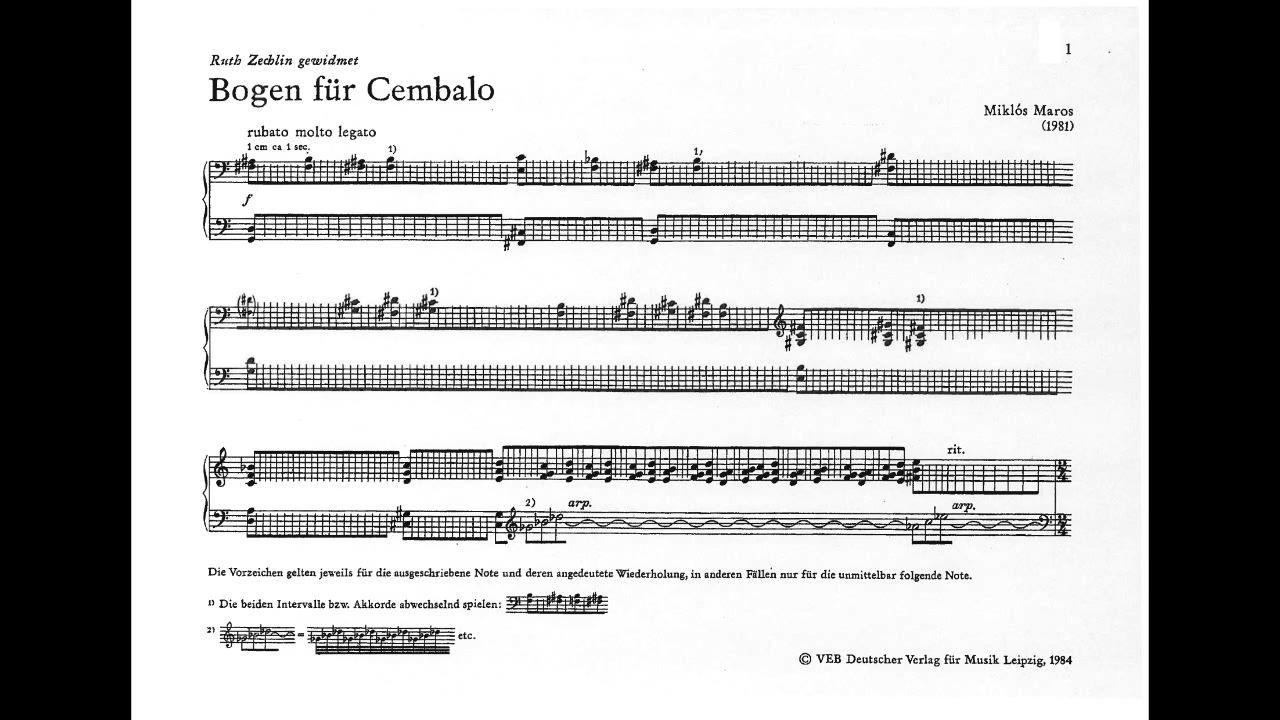 1
Ruth Zechlin gewidmet
Bogen für Cembalo
Miklós Maros
(1981)
rubato molto legato
1 cm ca 1 sec.
1)
1)
f
1)
1)
rit.
2)
arp.
arp.
Die Vorzeichen gelten jeweils für die ausgeschriebene Note und deren angedeutete Wiederholung, in anderen Fällen nur für die unmittelbar folgende Note.
1) Die beiden Intervalle bzw. Akkorde abwechselnd spielen:
2) = etc.
© VEB Deutscher Verlag für Musik Leipzig, 1984